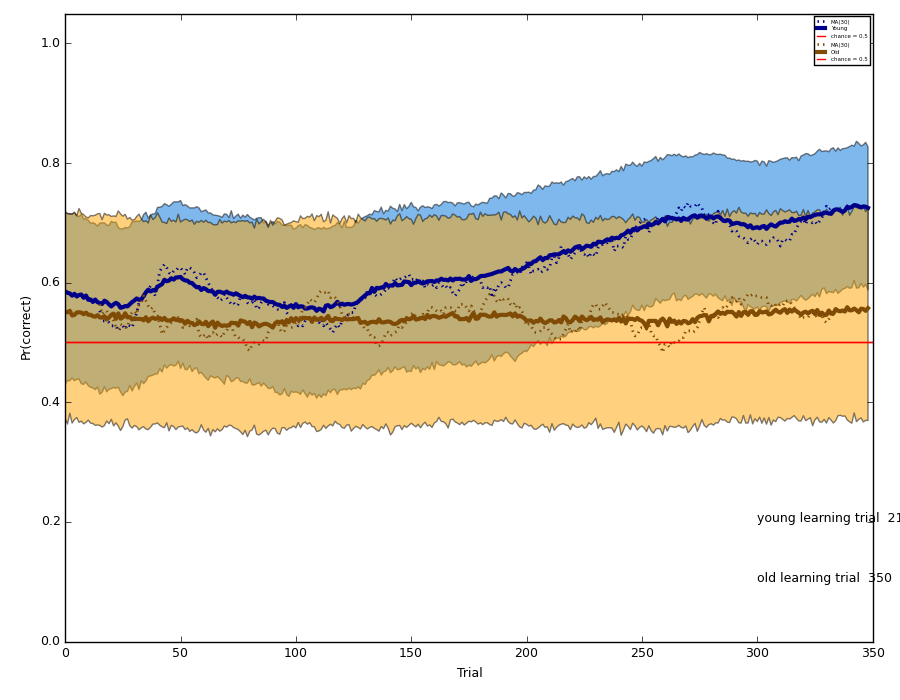 MA(30)
Young
chance = 0.5
MA(30)
Old
chance = 0.5
1.0
0.8
0.6
0.4
0.2
0.0
Pr(correct)
young learning trial 21
old learning trial 350
0 50 100 150 200 250 300 350
Trial